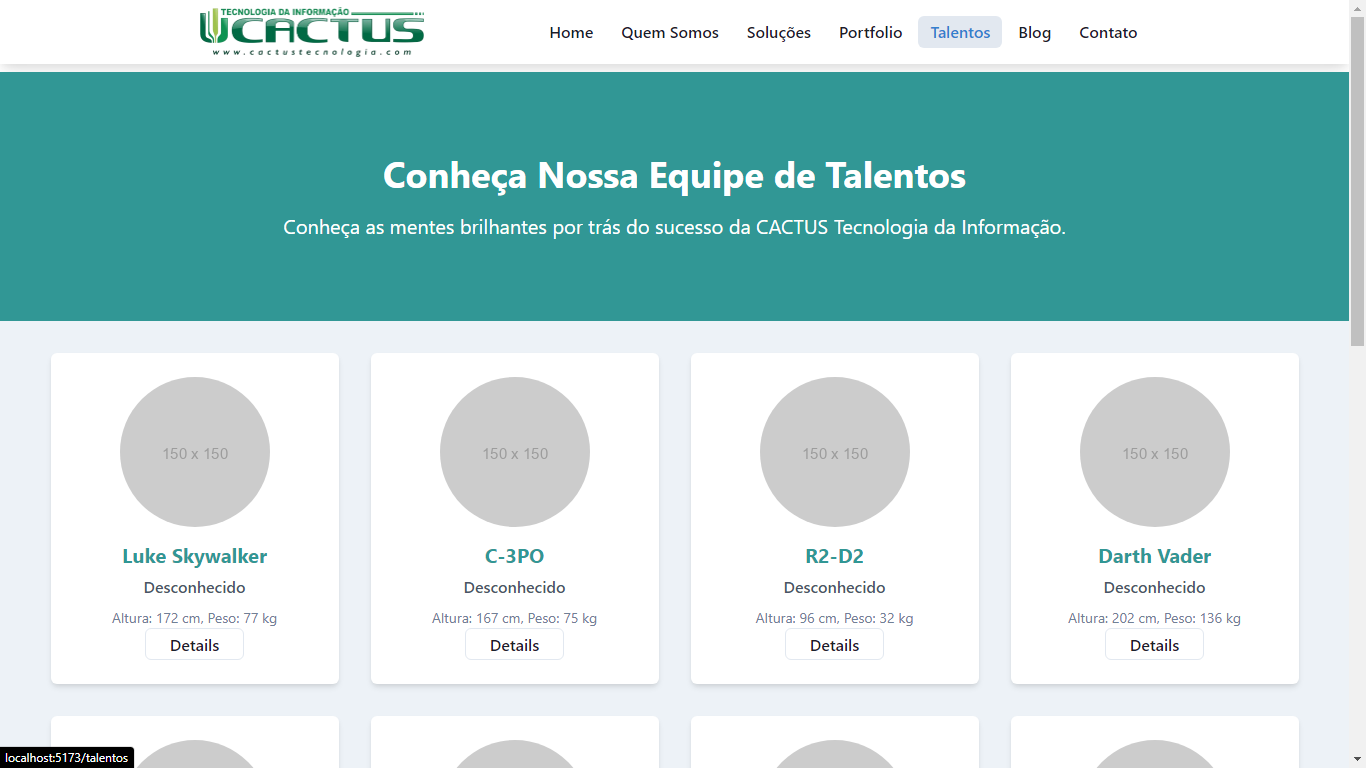 TECNOLOGIA DA INFORMAÇÃO
CACTUS
www.cactustecnologia.com
Home
Quem Somos
Soluções
Portfolio
Talentos
Blog
Contato
Conheça Nossa Equipe de Talentos
Conheça as mentes brilhantes por trás do sucesso da CACTUS Tecnologia da Informação.
150 x 150
Luke Skywalker
Desconhecido
Altura: 172 cm, Peso: 77 kg
Details
150 x 150
C-3PO
Desconhecido
Altura: 167 cm, Peso: 75 kg
Details
150 x 150
R2-D2
Desconhecido
Altura: 96 cm, Peso: 32 kg
Details
150 x 150
Darth Vader
Desconhecido
Altura: 202 cm, Peso: 136 kg
Details
localhost:5173/talentos